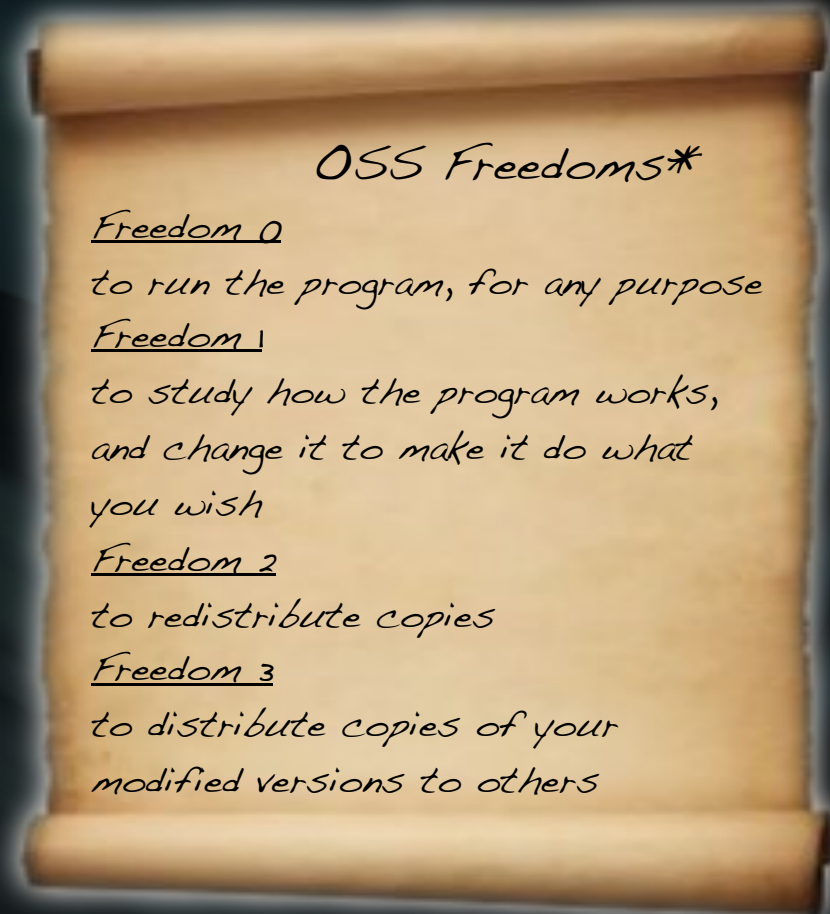 OSS Freedoms*
Freedom 0
to run the program, for any purpose
Freedom 1
to study how the program works,
and change it to make it do what
you wish
Freedom 2
to redistribute copies
Freedom 3
to distribute copies of your
modified versions to others